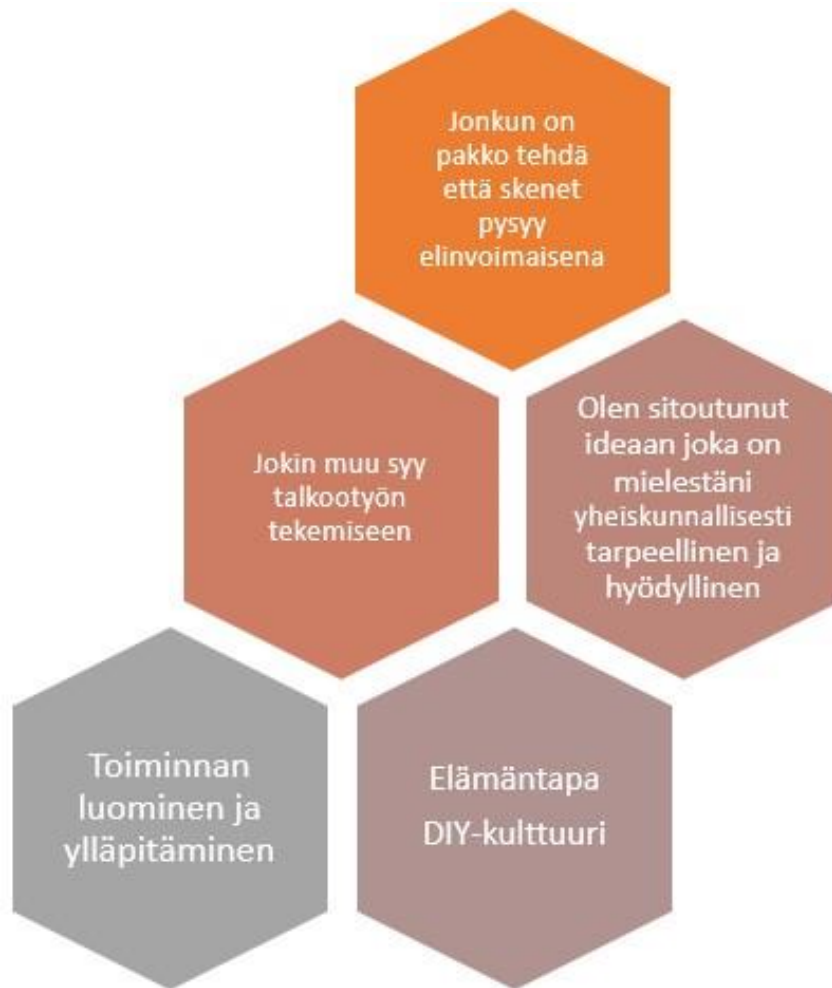 Jonkun on
pakko tehdä
että skenet
pysyy
elinvoimaisena
Jokin muu syy
talkootyön
tekemiseen
Olen sitoutunut
ideaan joka on
mielestäni
yheiskunnallisesti
tarpeellinen ja
hyödyllinen
Toiminnan
luominen ja
ylläpitäminen
Elämäntapa
DIY-kulttuuri